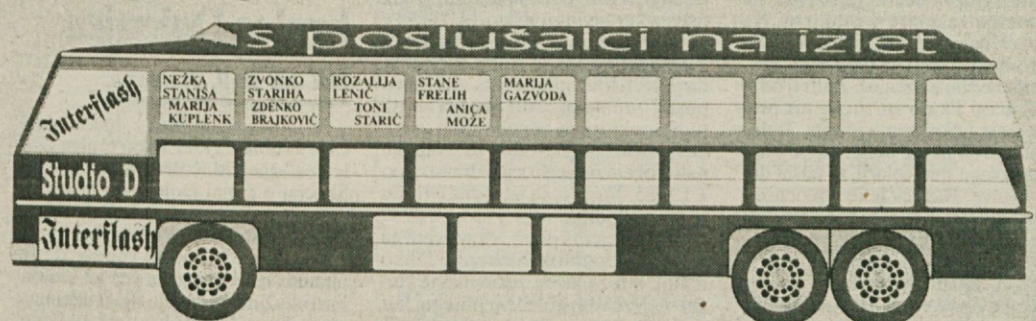 s poslušalci na izlet
Interflash
NEŽKA
STANIŠA
MARIJA
KUPLENK
ZVONKO
STARIHA
ZDENKO
BRAJKOVIČ
ROZALIJA
LENIČ
TONI
STARIČ
STANE
FRELIH
ANICA
MOŽE
MARIJA
GAZVODA
Studio D
Interflash